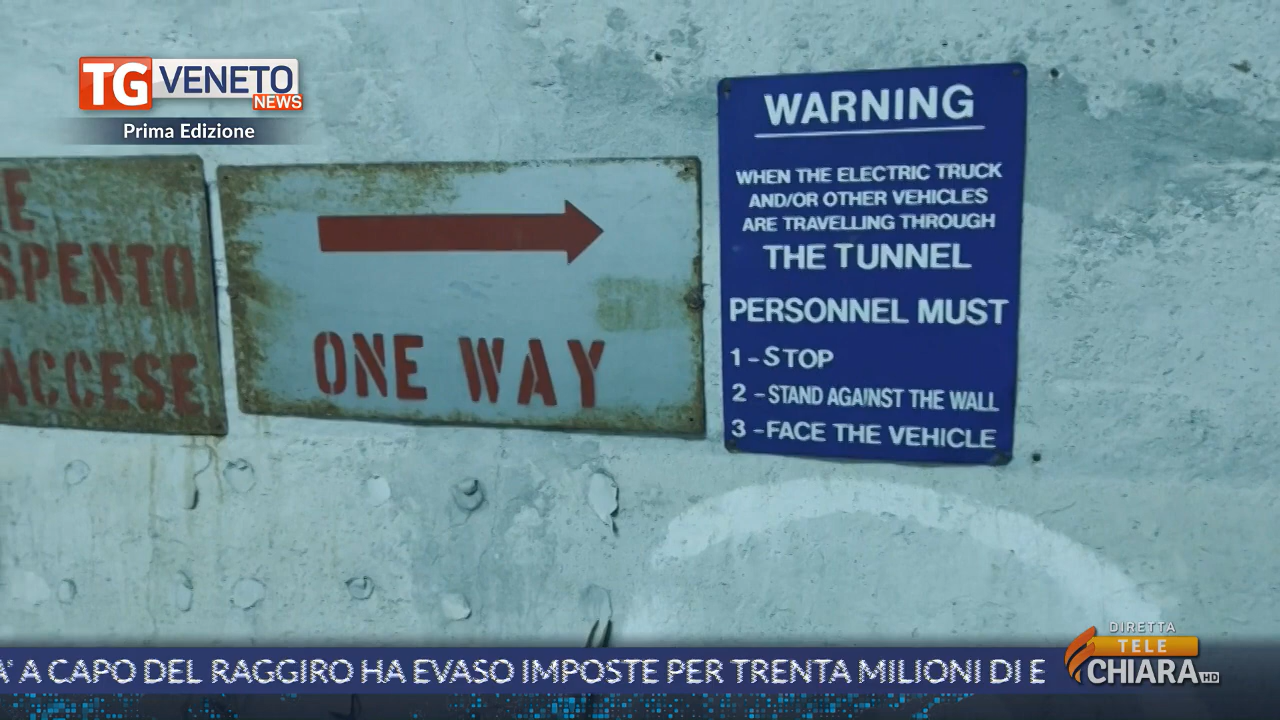 TG VENETO
NEWS
Prima Edizione
E
SPENTO
ACCESE
ONE WAY
WARNING
WHEN THE ELECTRIC TRUCK
AND/OR OTHER VEHICLES
ARE TRAVELLING THROUGH
THE TUNNEL
PERSONNEL MUST
1 - STOP
2 - STAND AGAINST THE WALL
3 - FACE THE VEHICLE
A' A CAPO DEL RAGGIRO HA EVASO IMPOSTE PER TRENTA MILIONI DI E
DIRETTA
TELE
CHIARA HD